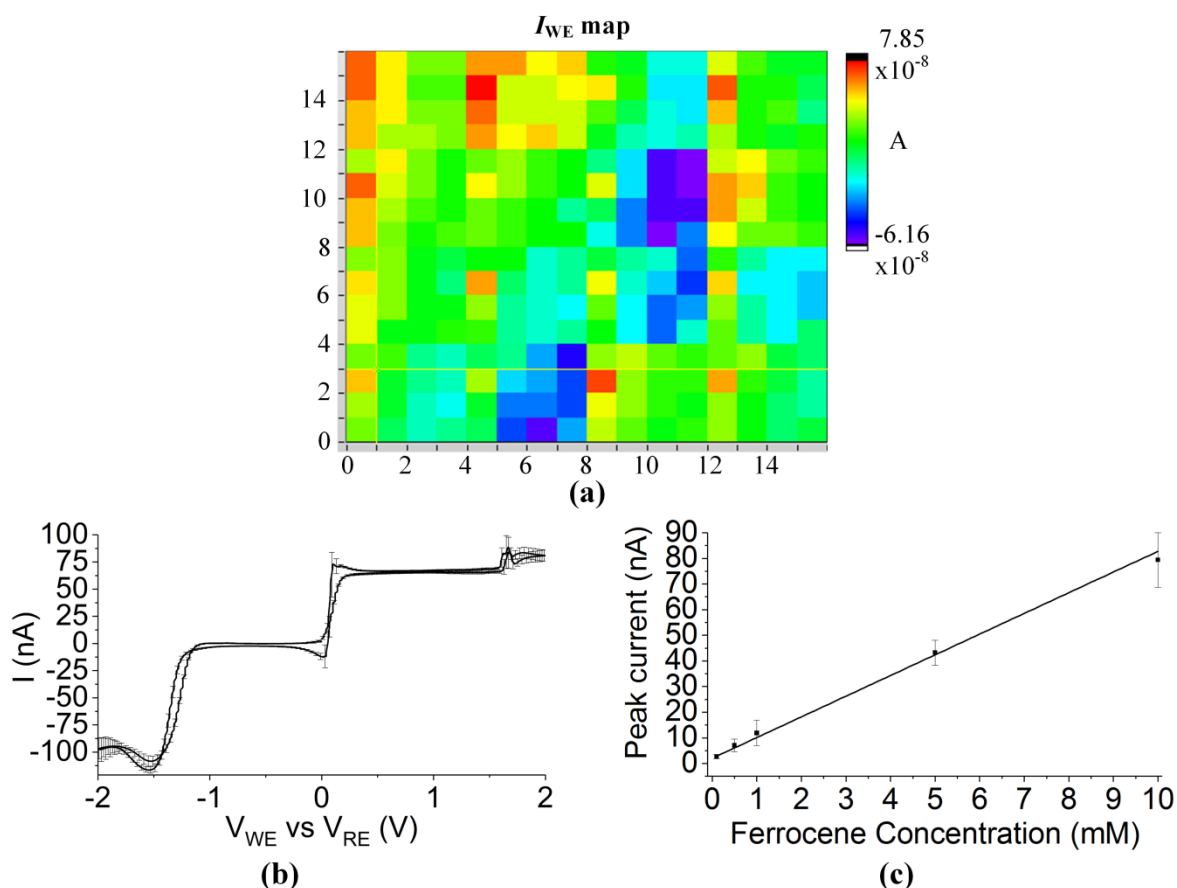 I_WE map
7.85
x10⁻⁸
A
-6.16
x10⁻⁸
14
12
10
8
6
4
2
0
0 2 4 6 8 10 12 14
(a)
I (nA)
100
75
50
25
0
-25
-50
-75
-100
-2 -1 0 1 2
V_WE vs V_RE (V)
(b)
Peak current (nA)
90
80
70
60
50
40
30
20
10
0
0 1 2 3 4 5 6 7 8 9 10
Ferrocene Concentration (mM)
(c)